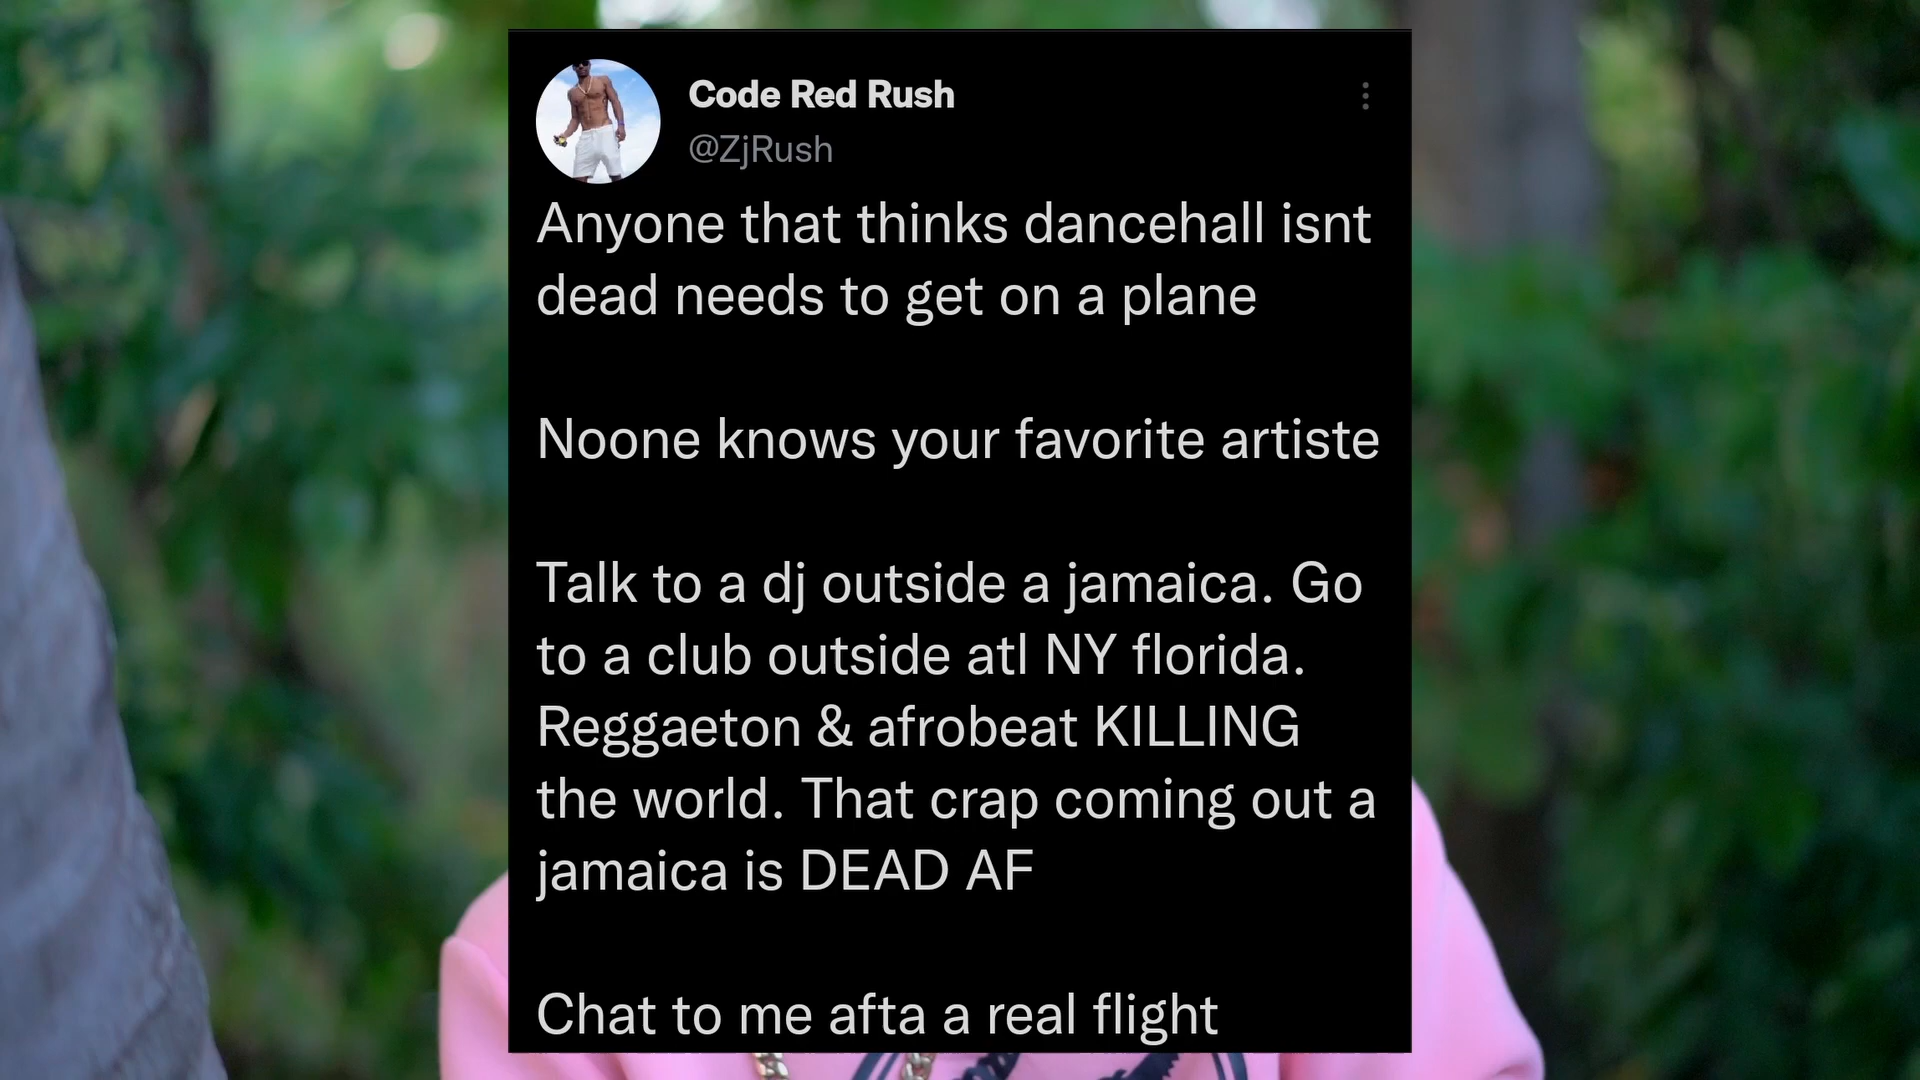 Code Red Rush
@ZjRush
Anyone that thinks dancehall isnt
dead needs to get on a plane
Noone knows your favorite artiste
Talk to a dj outside a jamaica. Go
to a club outside atl NY florida.
Reggaeton & afrobeat KILLING
the world. That crap coming out a
jamaica is DEAD AF
Chat to me afta a real flight